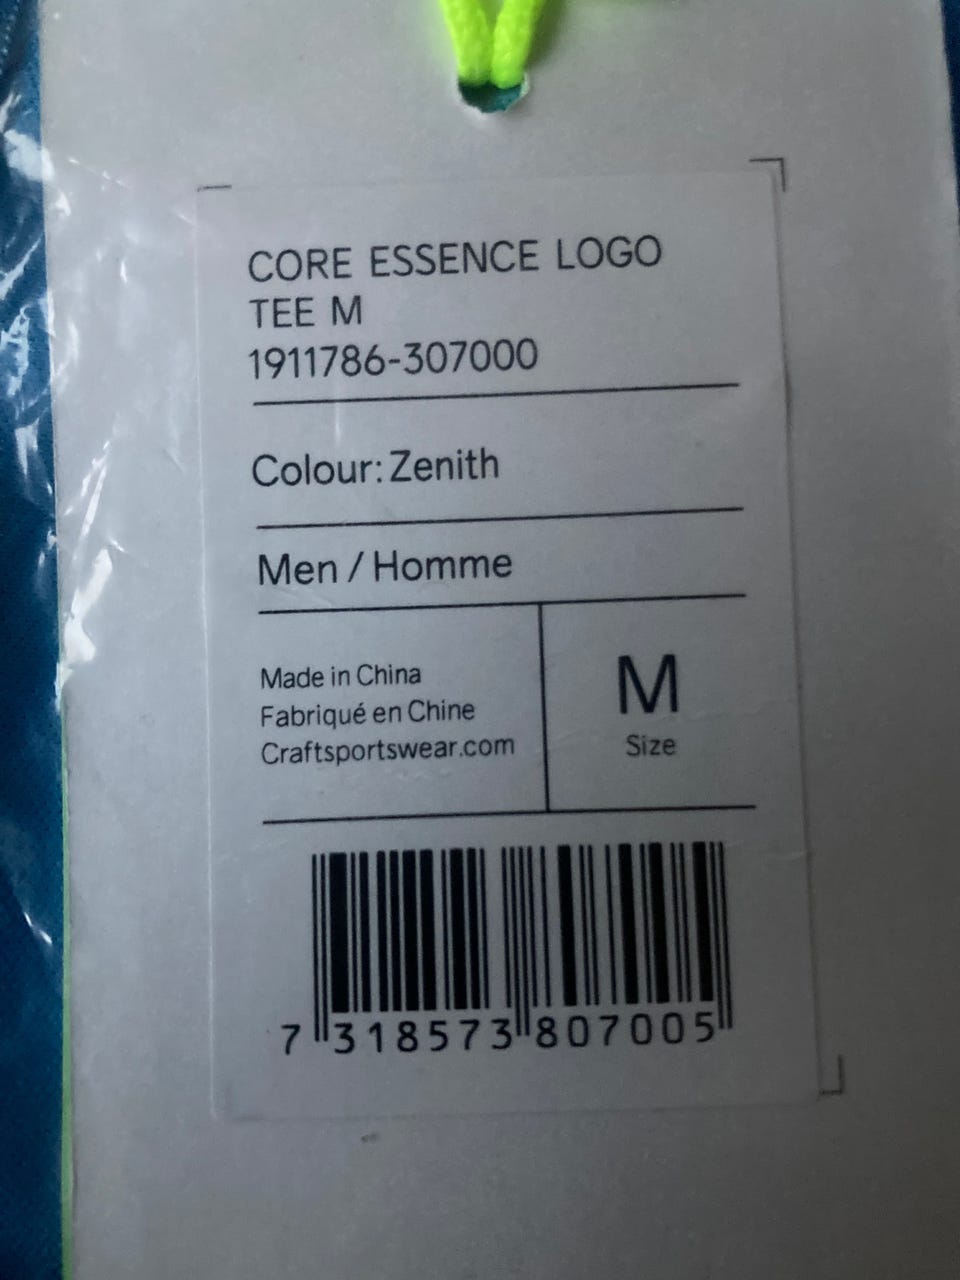 CORE ESSENCE LOGO
TEE M
1911786-307000
Colour: Zenith
Men / Homme
Made in China
Fabriqué en Chine
Craftsportswear.com
M
Size
7 318573 807005